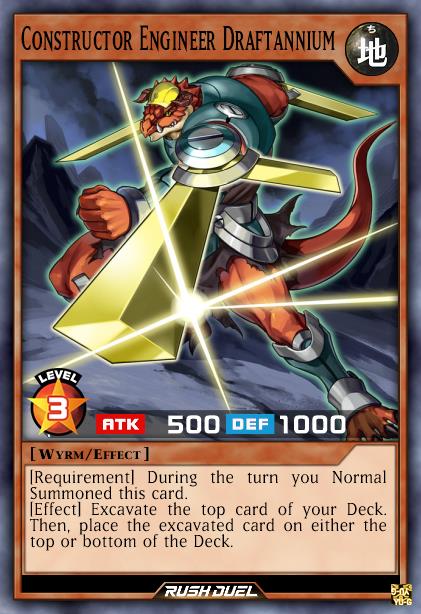 CONSTRUCTOR ENGINEER DRAFTANNIUM
ち
地
LEVEL
3
ATK 500 DEF 1000
[WYRM/EFFECT]
[Requirement] During the turn you Normal
Summoned this card.
[Effect] Excavate the top card of your Deck.
Then, place the excavated card on either the
top or bottom of the Deck.
RUSH DUEL